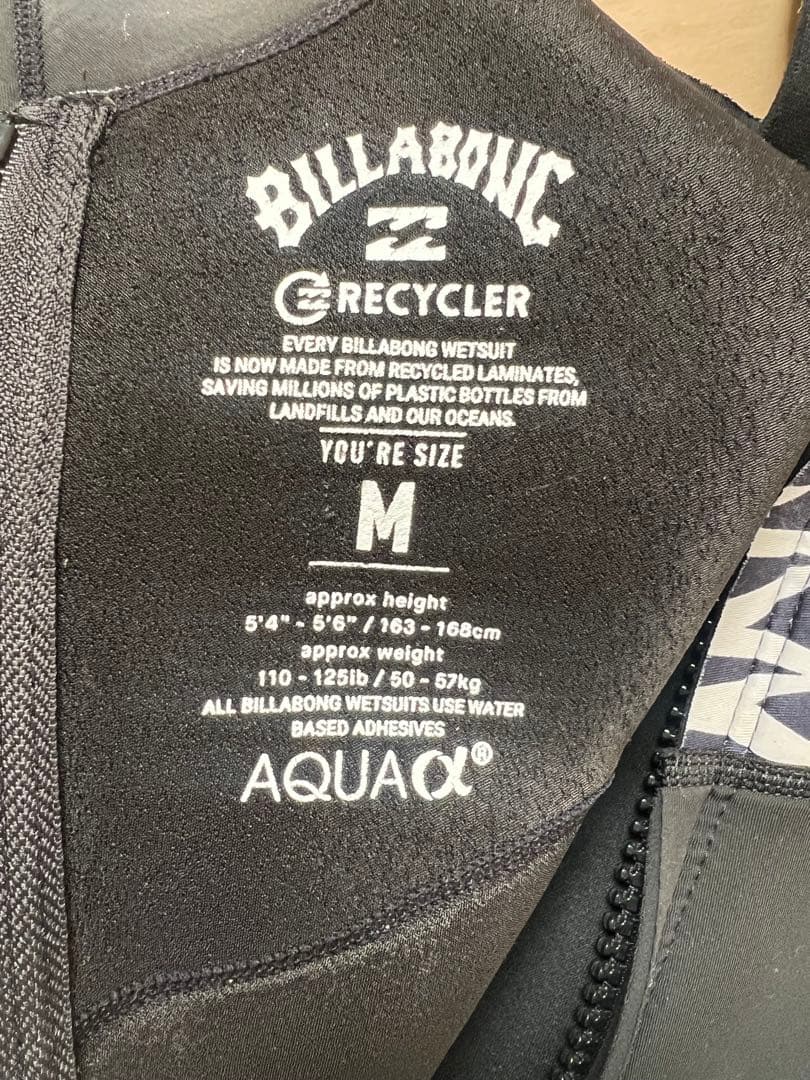 BILLABONG
RECYCLER
EVERY BILLABONG WETSUIT
IS NOW MADE FROM RECYCLED LAMINATES,
SAVING MILLIONS OF PLASTIC BOTTLES FROM
LANDFILLS AND OUR OCEANS.
YOU'RE SIZE
M
approx height
5'4" - 5'6" / 163 - 168cm
approx weight
110 - 125lb / 50 - 57kg
ALL BILLABONG WETSUITS USE WATER
BASED ADHESIVES
AQUAα®